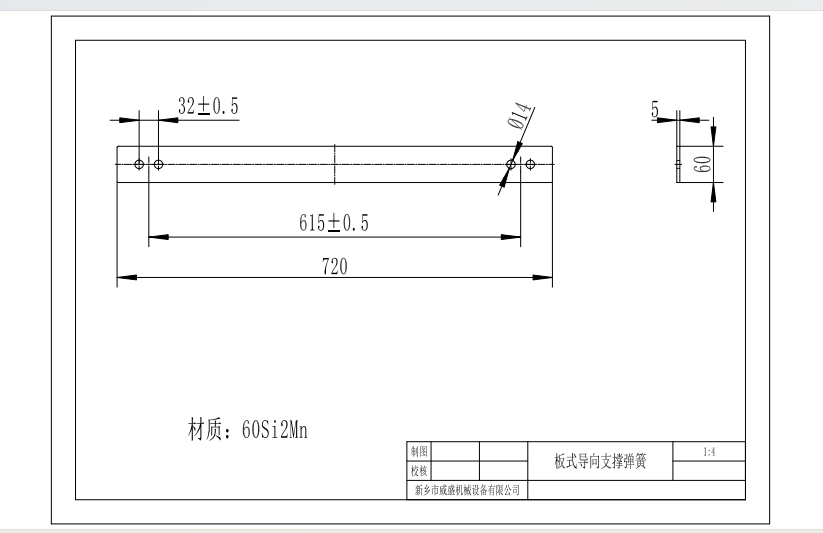 32±0.5
Ø14
5
60
615±0.5
720
材质：60Si2Mn
制图
板式导向支撑弹簧
1:4
校核
新乡市威盛机械设备有限公司